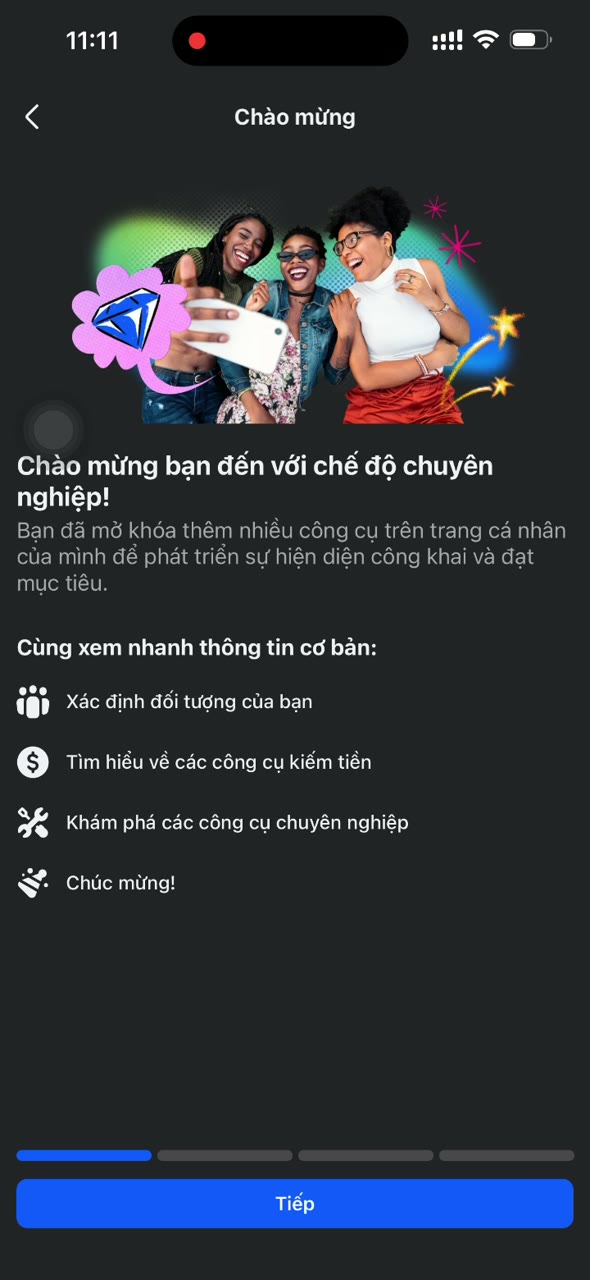 11:11
Chào mừng
Chào mừng bạn đến với chế độ chuyên
nghiệp!
Bạn đã mở khóa thêm nhiều công cụ trên trang cá nhân
của mình để phát triển sự hiện diện công khai và đạt
mục tiêu.
Cùng xem nhanh thông tin cơ bản:
Xác định đối tượng của bạn
$
Tìm hiểu về các công cụ kiếm tiền
Khám phá các công cụ chuyên nghiệp
Chúc mừng!
Tiếp